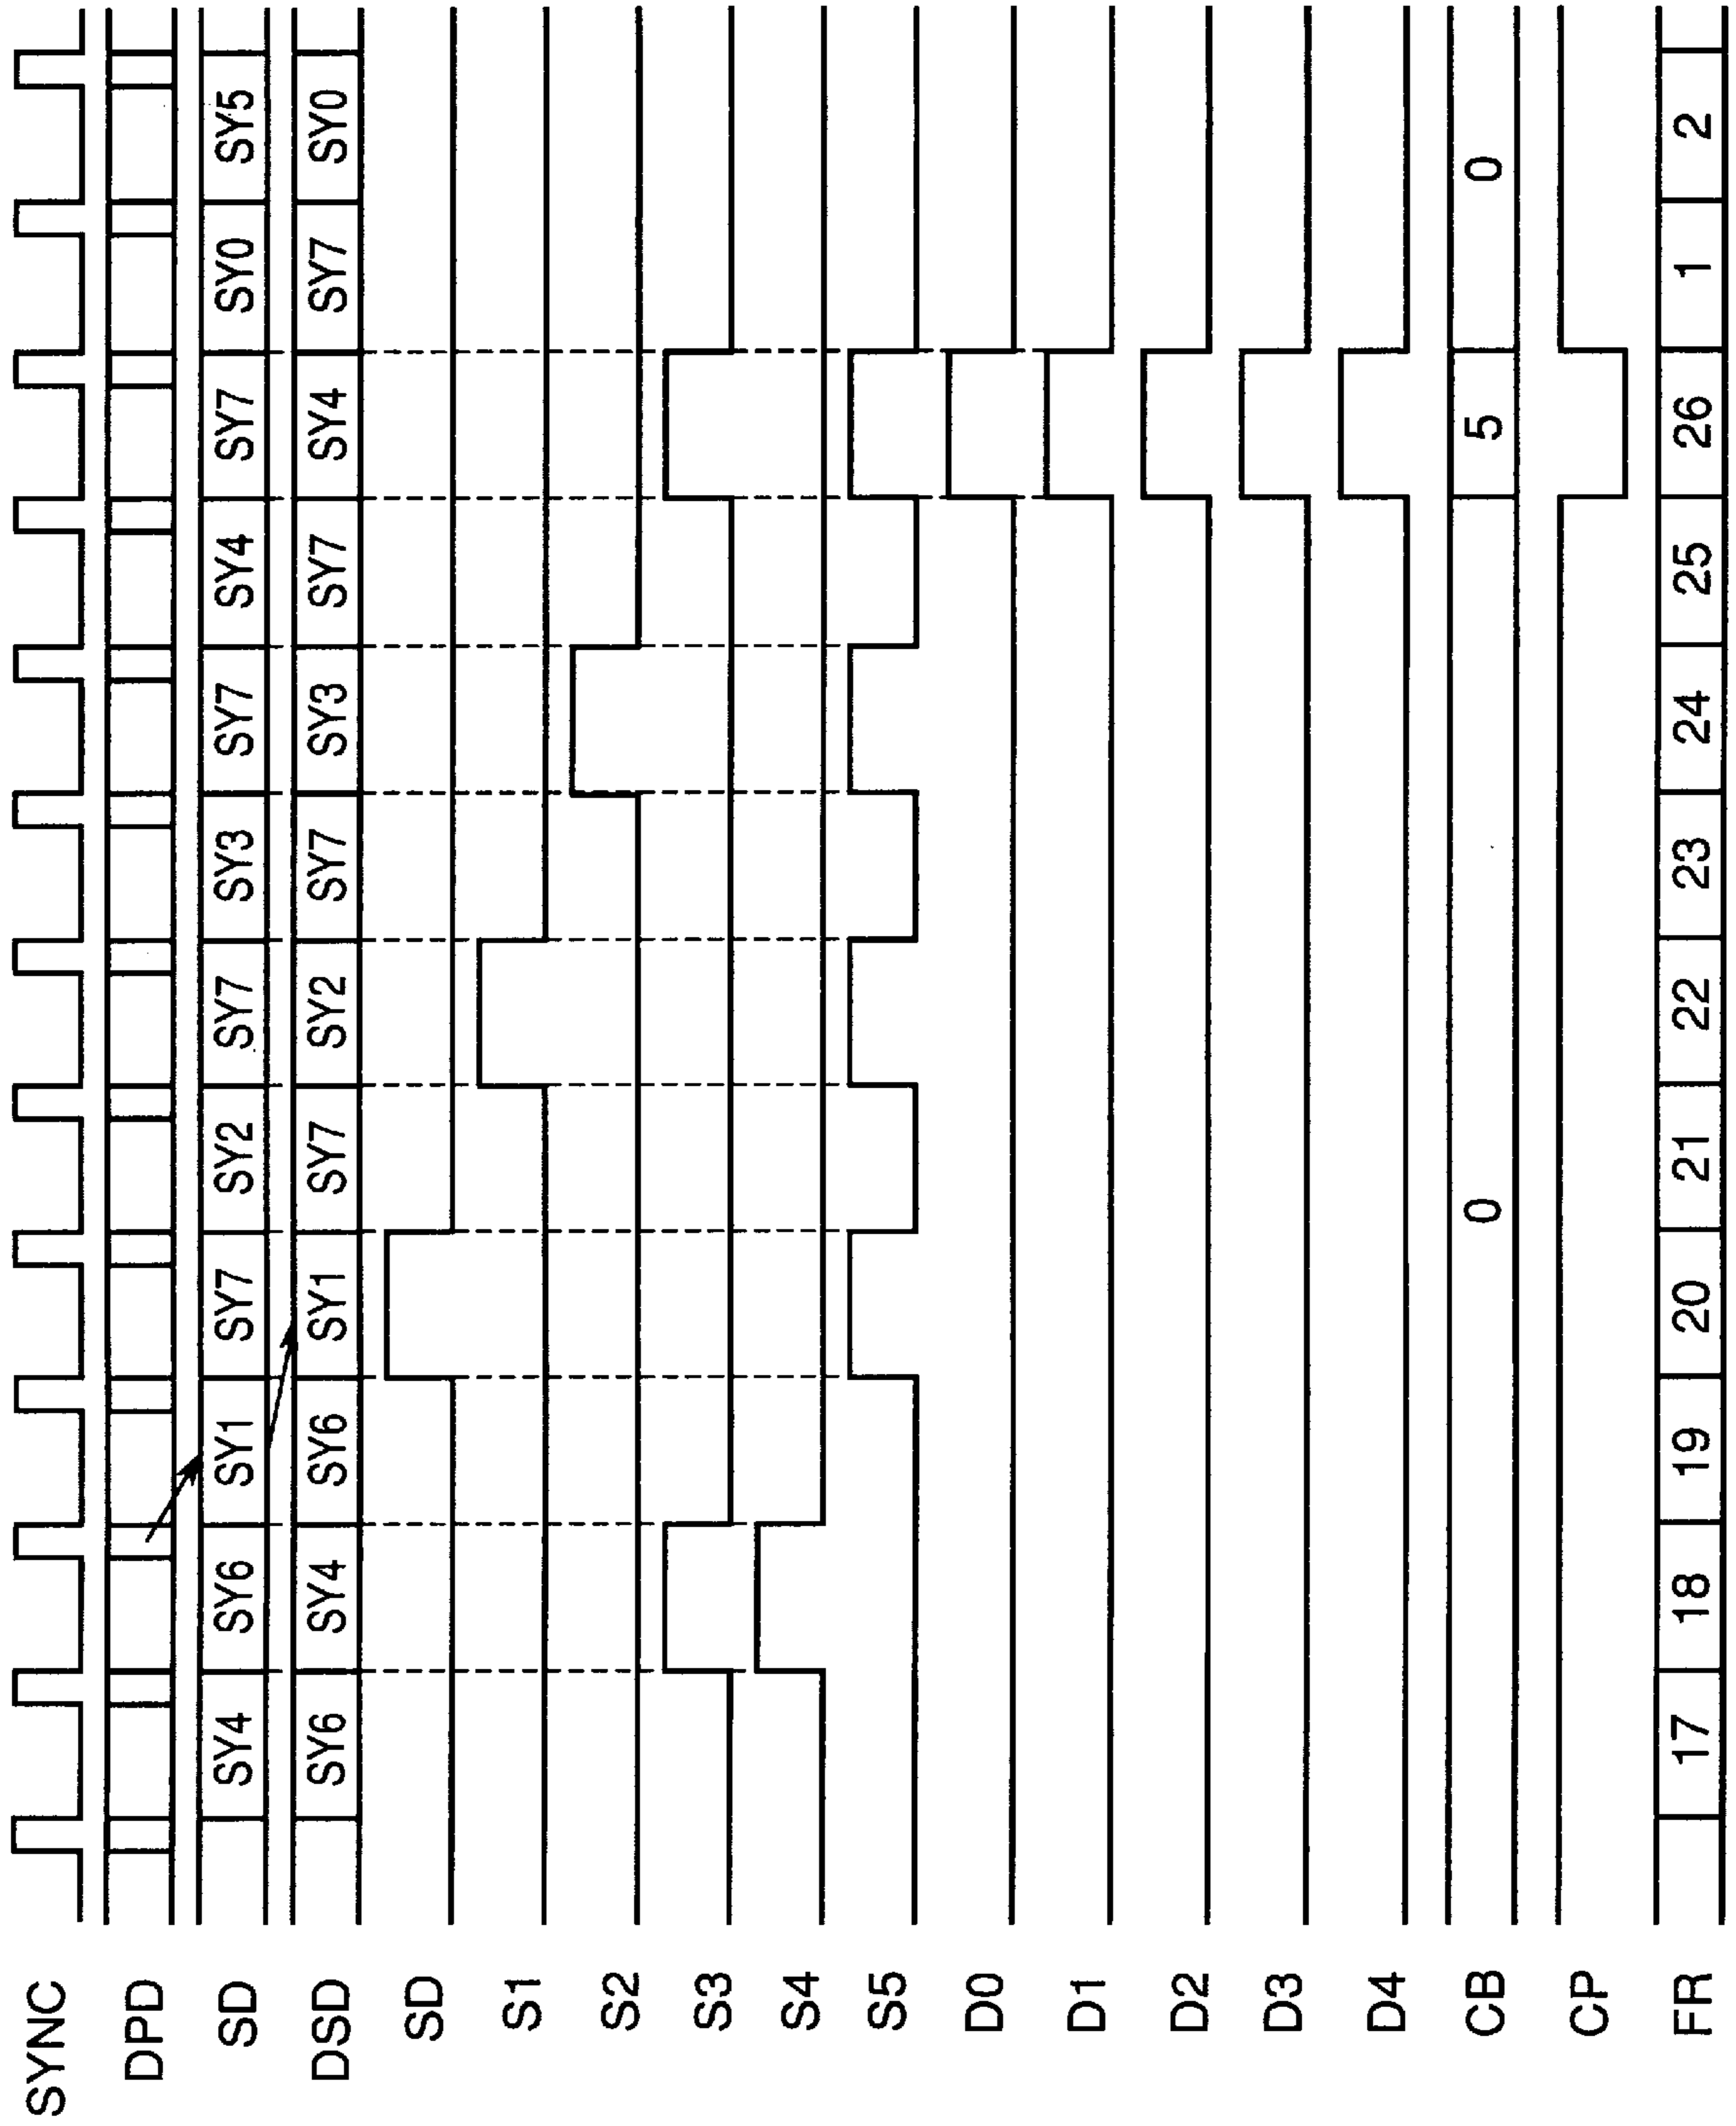 SYNC
DPD
SD SY4 SY6 SY1 SY7 SY2 SY7 SY3 SY7 SY4 SY7 SY0 SY5
DSD SY6 SY4 SY6 SY1 SY7 SY2 SY7 SY3 SY7 SY4 SY7 SY0
SD
S1
S2
S3
S4
S5
D0
D1
D2
D3
D4
CB 0 5 0
CP
FR 17 18 19 20 21 22 23 24 25 26 1 2